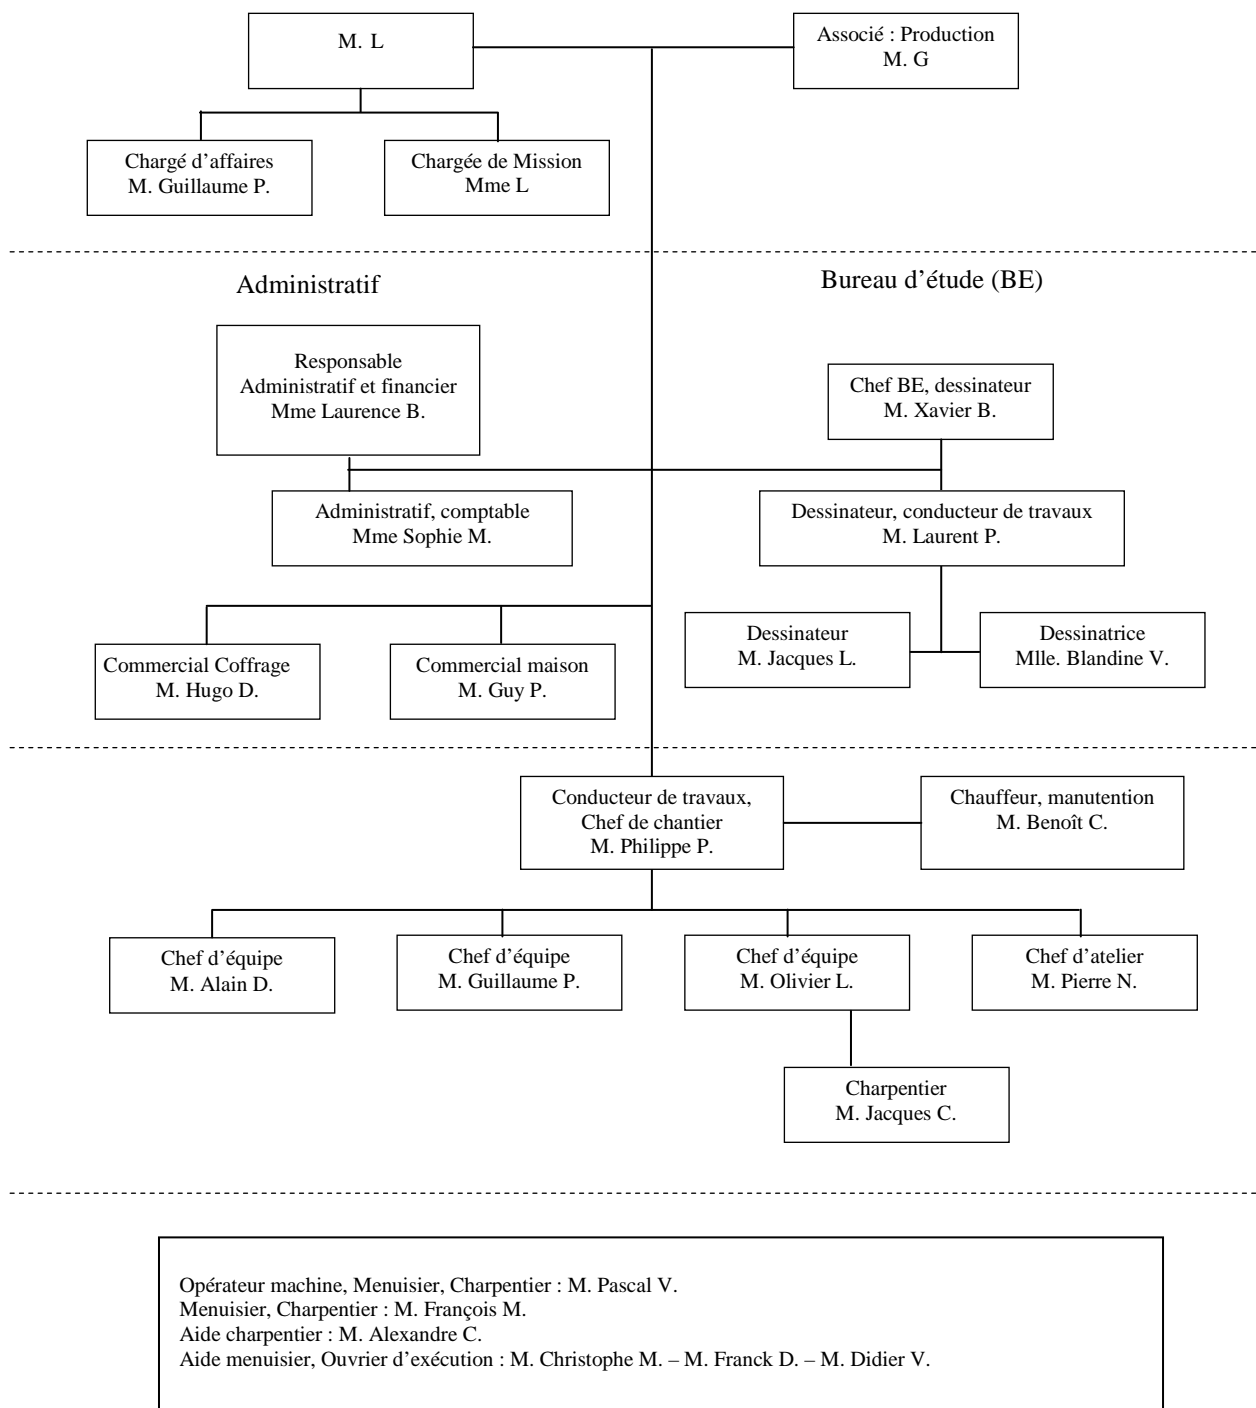 M. L
Associé : Production
M. G
Chargé d’affaires
M. Guillaume P.
Chargée de Mission
Mme L
Administratif
Bureau d’étude (BE)
Responsable
Administratif et financier
Mme Laurence B.
Chef BE, dessinateur
M. Xavier B.
Administratif, comptable
Mme Sophie M.
Dessinateur, conducteur de travaux
M. Laurent P.
Commercial Coffrage
M. Hugo D.
Commercial maison
M. Guy P.
Dessinateur
M. Jacques L.
Dessinatrice
Mlle. Blandine V.
Conducteur de travaux,
Chef de chantier
M. Philippe P.
Chauffeur, manutention
M. Benoît C.
Chef d’équipe
M. Alain D.
Chef d’équipe
M. Guillaume P.
Chef d’équipe
M. Olivier L.
Chef d’atelier
M. Pierre N.
Charpentier
M. Jacques C.
Opérateur machine, Menuisier, Charpentier : M. Pascal V.
Menuisier, Charpentier : M. François M.
Aide charpentier : M. Alexandre C.
Aide menuisier, Ouvrier d’exécution : M. Christophe M. – M. Franck D. – M. Didier V.